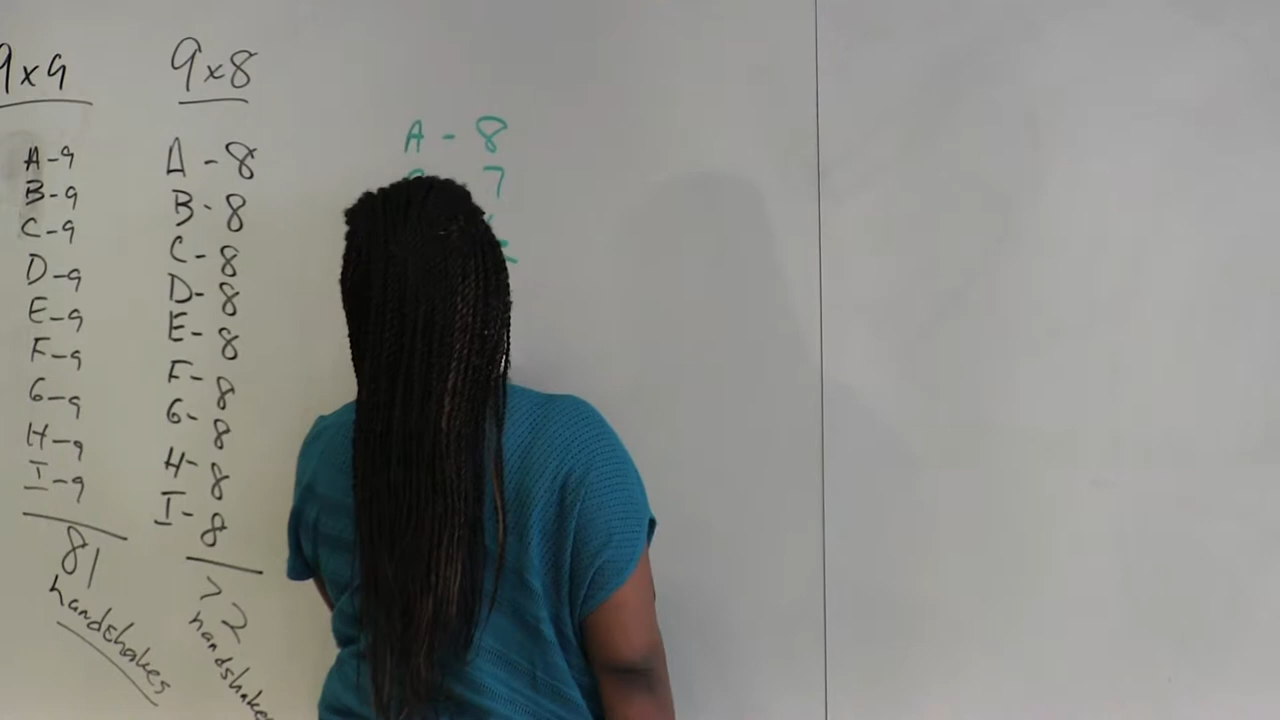 9x9
A-9
B-9
C-9
D-9
E-9
F-9
G-9
H-9
I-9
81
handshakes
9x8
A-8
B-8
C-8
D-8
E-8
F-8
G-8
H-8
I-8
72
handshakes
A-8
7